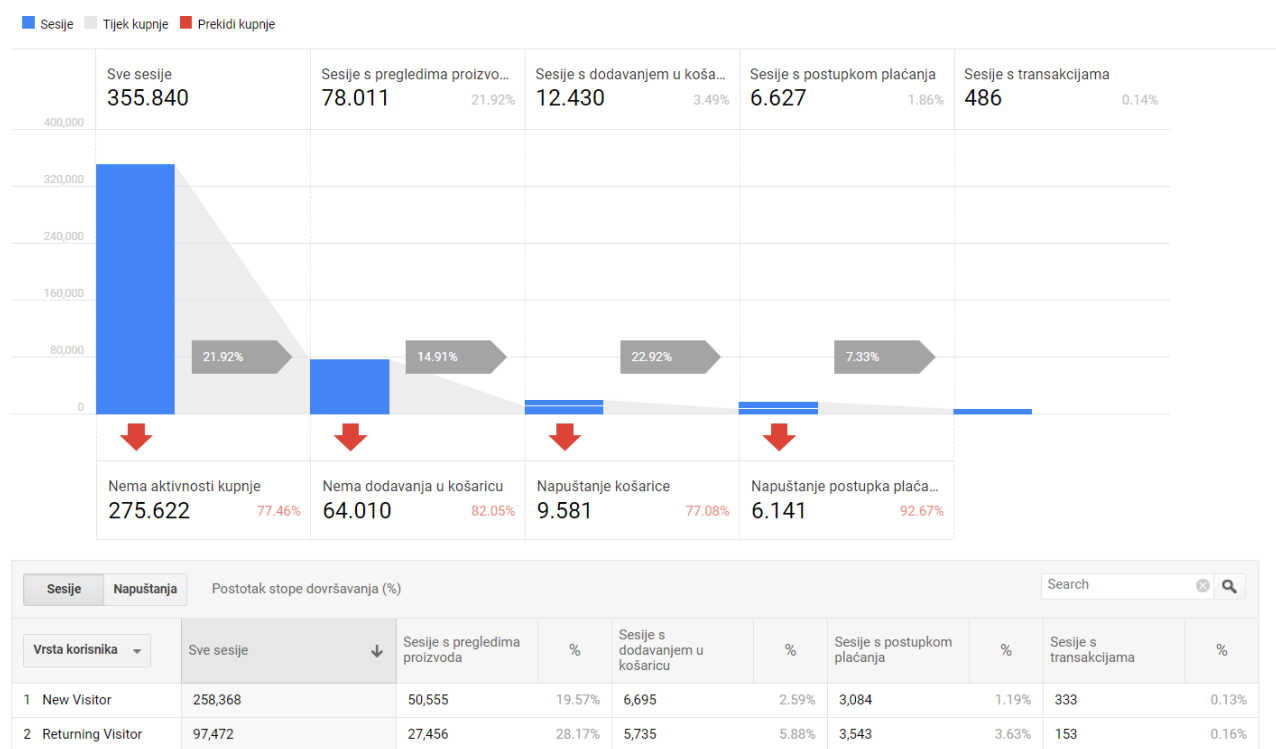 Sesije Tijek kupnje Prekidi kupnje
Sve sesije
355.840
Sesije s pregledima proizvo...
78.011 21.92%
Sesije s dodavanjem u koša...
12.430 3.49%
Sesije s postupkom plaćanja
6.627 1.86%
Sesije s transakcijama
486 0.14%
400,000
320,000
240,000
160,000
80,000
0
21.92% 14.91% 22.92% 7.33%
Nema aktivnosti kupnje
275.622 77.46%
Nema dodavanja u košaricu
64.010 82.05%
Napuštanje košarice
9.581 77.08%
Napuštanje postupka plaća...
6.141 92.67%
Sesije Napuštanja Postotak stope dovršavanja (%) Search
Vrsta korisnika
Sve sesije
Sesije s pregledima
proizvoda
%
Sesije s
dodavanjem u
košaricu
%
Sesije s postupkom
plaćanja
%
Sesije s
transakcijama
%
1 New Visitor 258,368 50,555 19.57% 6,695 2.59% 3,084 1.19% 333 0.13%
2 Returning Visitor 97,472 27,456 28.17% 5,735 5.88% 3,543 3.63% 153 0.16%